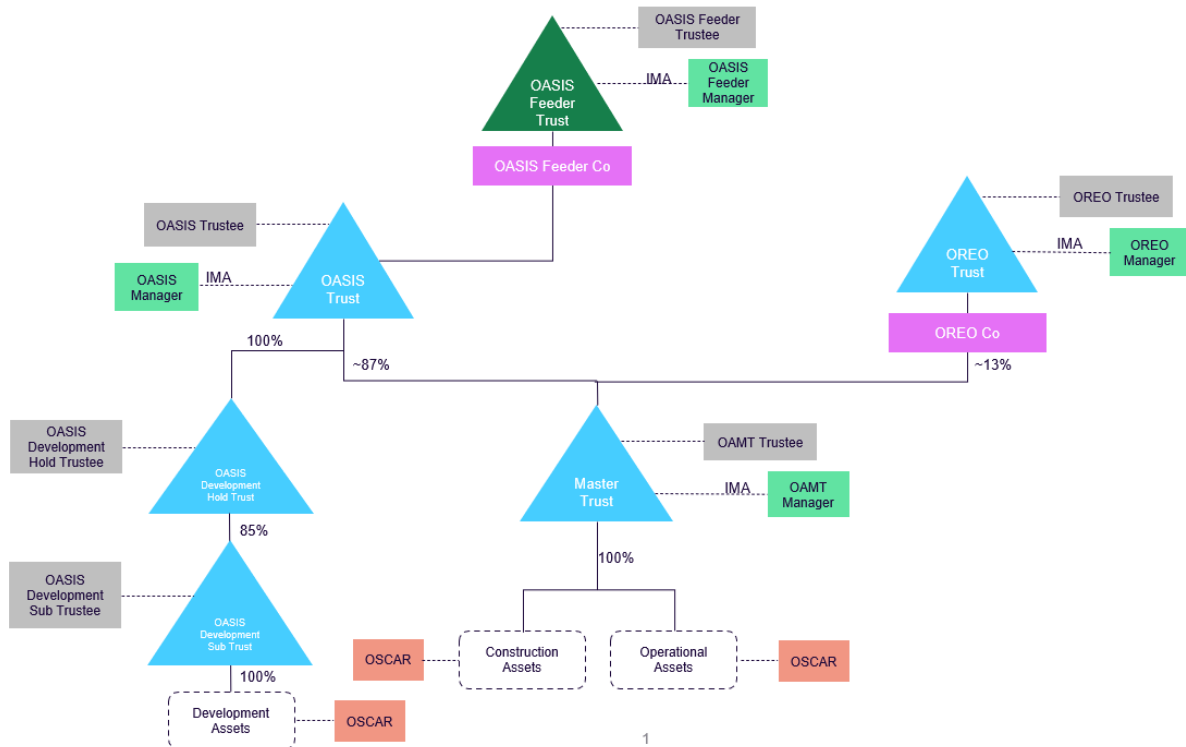 OASIS Feeder
Trustee
OASIS
Feeder
Trust
IMA
OASIS
Feeder
Manager
OASIS Feeder Co
OASIS Trustee
OREO Trustee
OASIS
Manager
IMA
OASIS
Trust
OREO
Trust
IMA
OREO
Manager
OREO Co
100%
~87%
~13%
OASIS
Development
Hold Trustee
OASIS
Development
Hold Trust
OAMT Trustee
Master
Trust
IMA
OAMT
Manager
85%
100%
OASIS
Development
Sub Trustee
OASIS
Development
Sub Trust
OSCAR
Construction
Assets
Operational
Assets
OSCAR
100%
Development
Assets
OSCAR
1